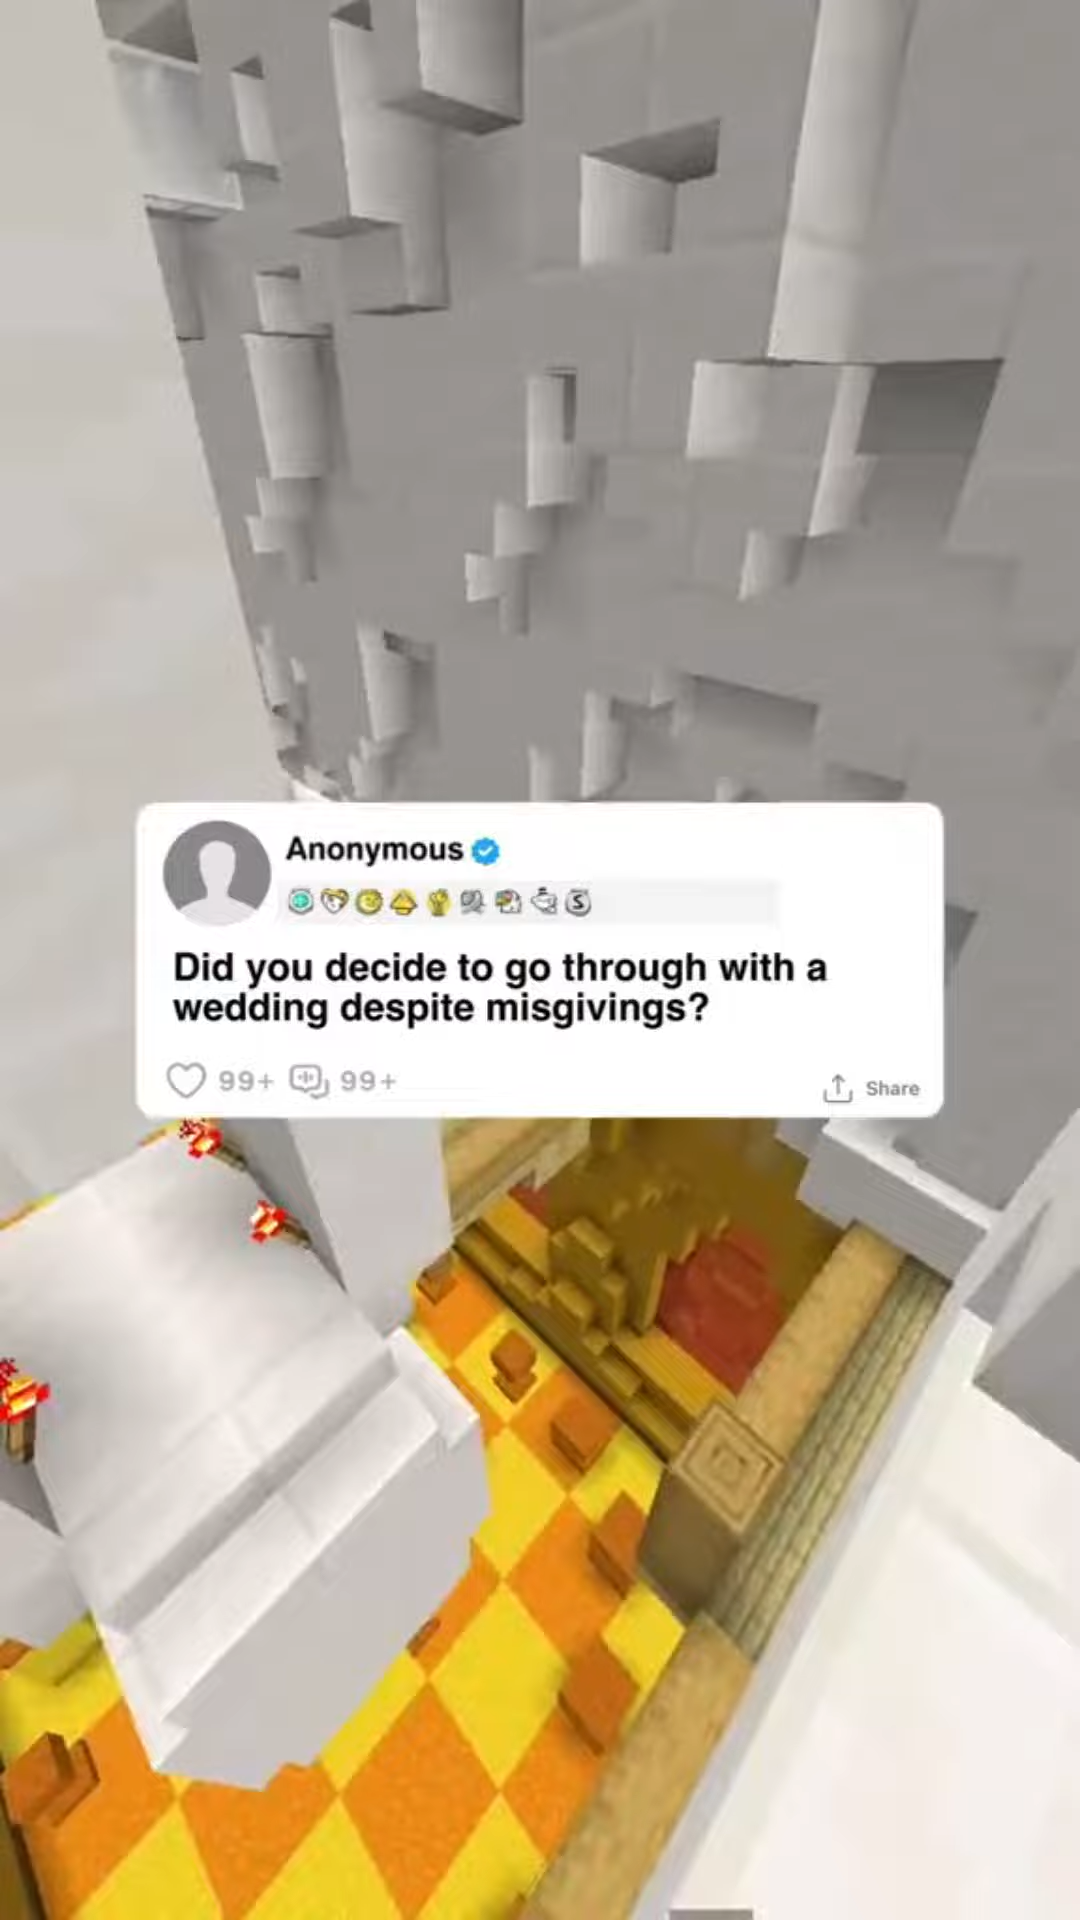 Anonymous
Did you decide to go through with a
wedding despite misgivings?
99+ 99+ Share